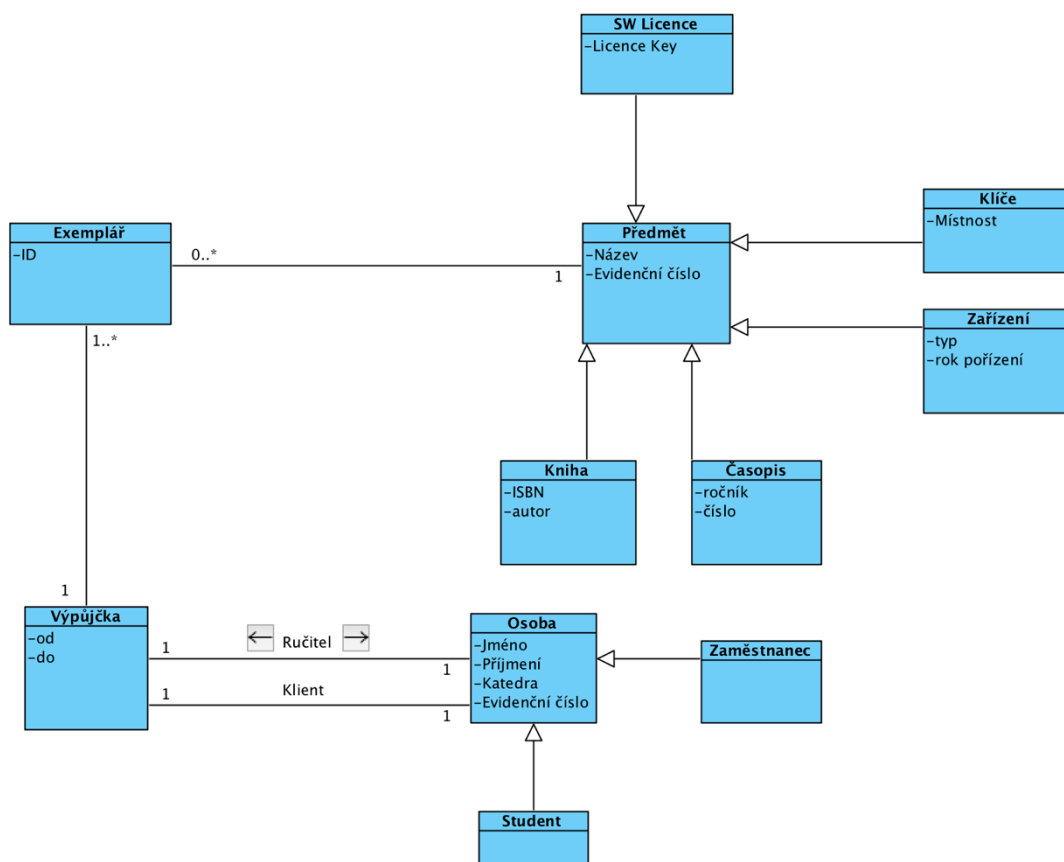 SW Licence
-Licence Key
Klíče
-Místnost
Exemplář
-ID
Předmět
-Název
-Evidenční číslo
0..*
1
Zařízení
-typ
-rok pořízení
1..*
Kniha
-ISBN
-autor
Časopis
-ročník
-číslo
1
Výpůjčka
-od
-do
Osoba
-Jméno
-Příjmení
-Katedra
-Evidenční číslo
Ručitel
1
1
Klient
1
1
Zaměstnanec
Student